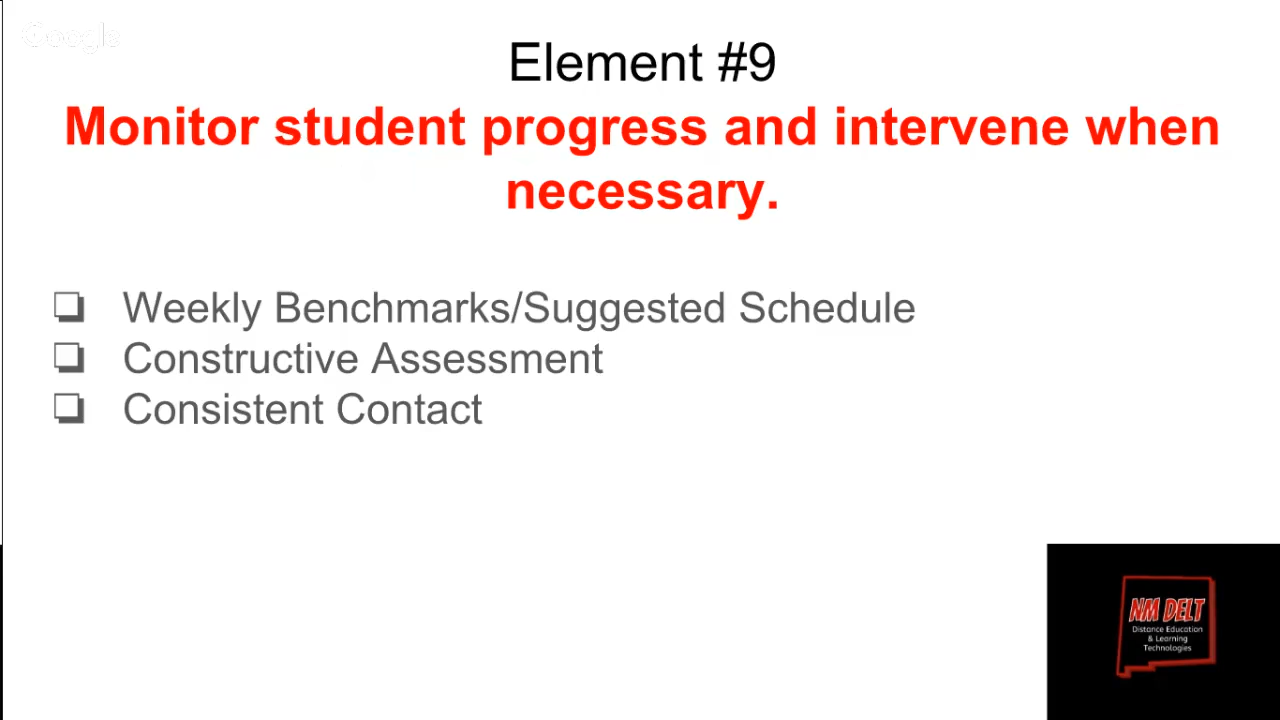 Google
Element #9
Monitor student progress and intervene when
necessary.
Weekly Benchmarks/Suggested Schedule
Constructive Assessment
Consistent Contact
NM DELT
Distance Education
& Learning
Technologies